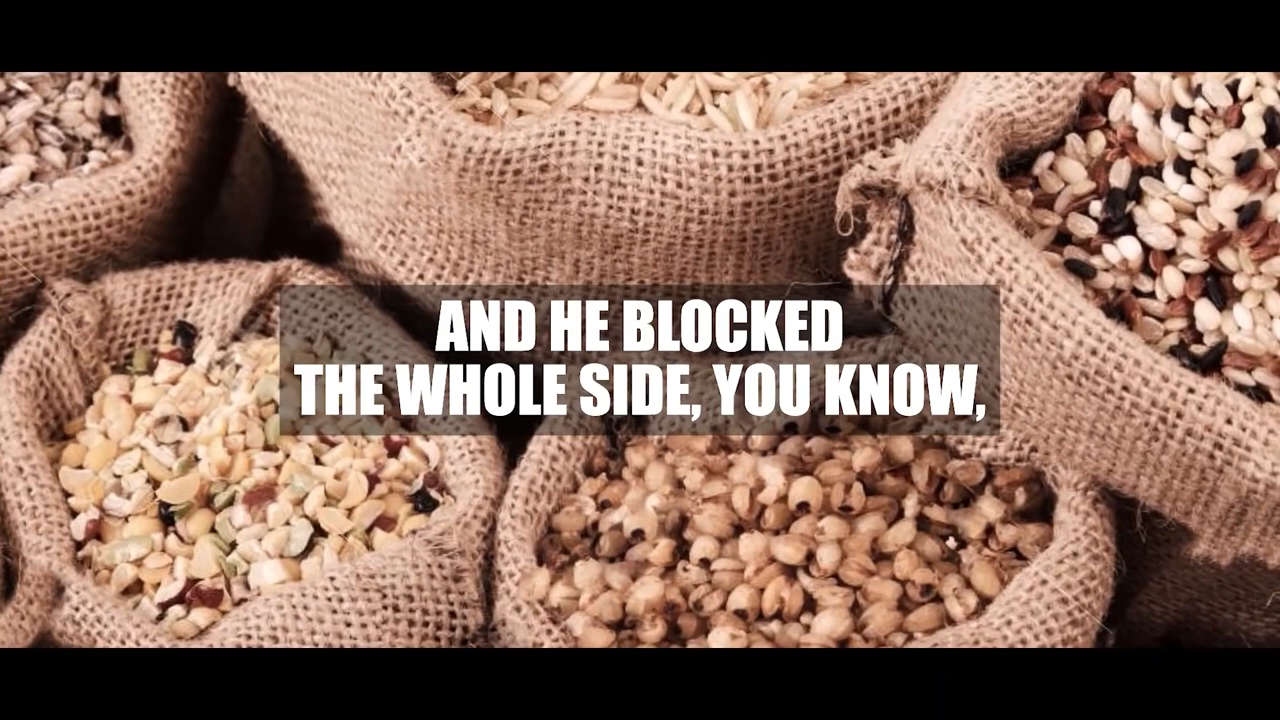 AND HE BLOCKED
THE WHOLE SIDE, YOU KNOW,